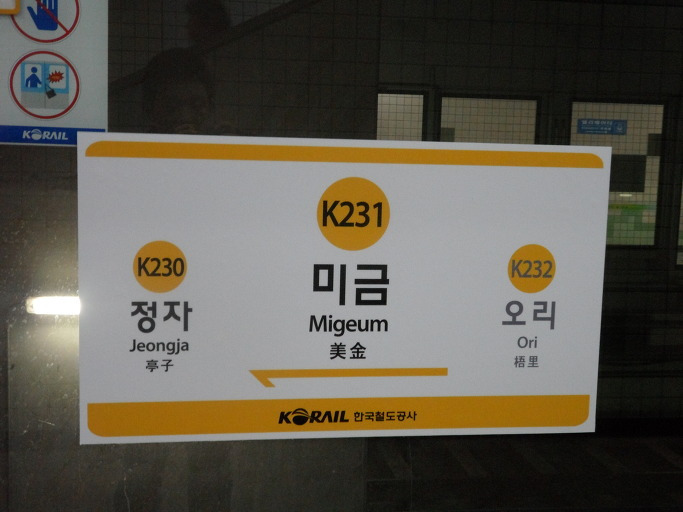 KORAIL
K231
미금
Migeum
美金
K230
정자
Jeongja
亭子
K232
오리
Ori
梧里
KORAIL 한국철도공사